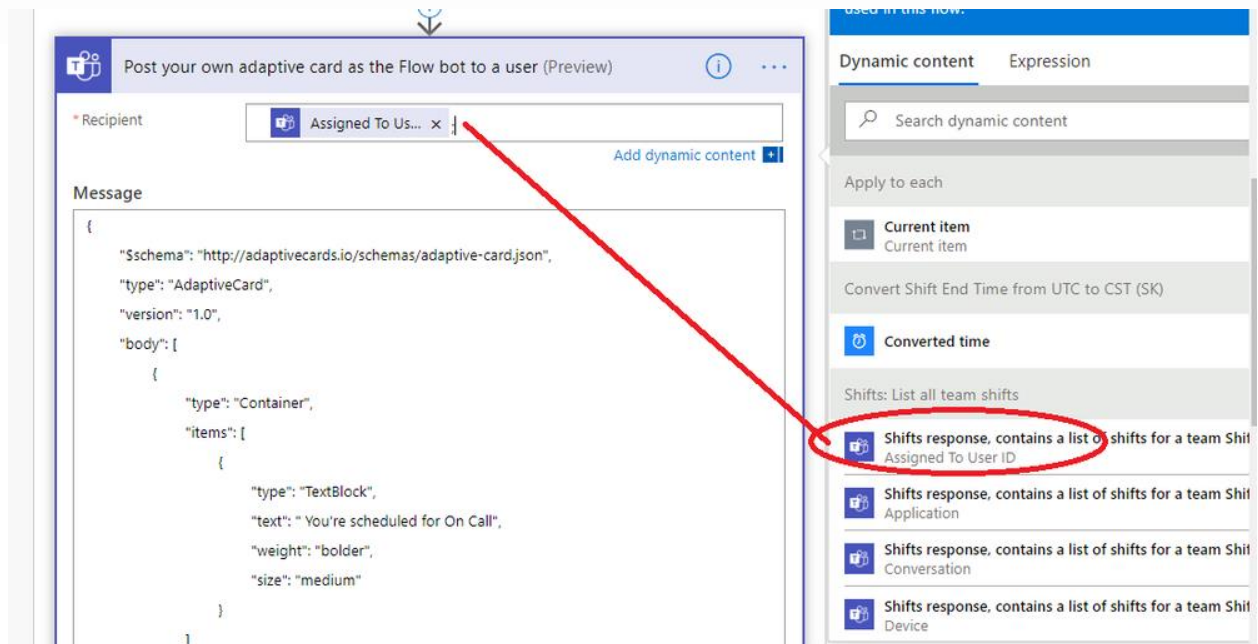 used in this flow.
Post your own adaptive card as the Flow bot to a user (Preview)
* Recipient
Assigned To Us... × ;
Add dynamic content
Message
{
"$schema": "http://adaptivecards.io/schemas/adaptive-card.json",
"type": "AdaptiveCard",
"version": "1.0",
"body": [
{
"type": "Container",
"items": [
{
"type": "TextBlock",
"text": " You're scheduled for On Call",
"weight": "bolder",
"size": "medium"
}
]
Dynamic content Expression
Search dynamic content
Apply to each
Current item
Current item
Convert Shift End Time from UTC to CST (SK)
Converted time
Shifts: List all team shifts
Shifts response, contains a list of shifts for a team Shif
Assigned To User ID
Shifts response, contains a list of shifts for a team Shif
Application
Shifts response, contains a list of shifts for a team Shif
Conversation
Shifts response, contains a list of shifts for a team Shif
Device